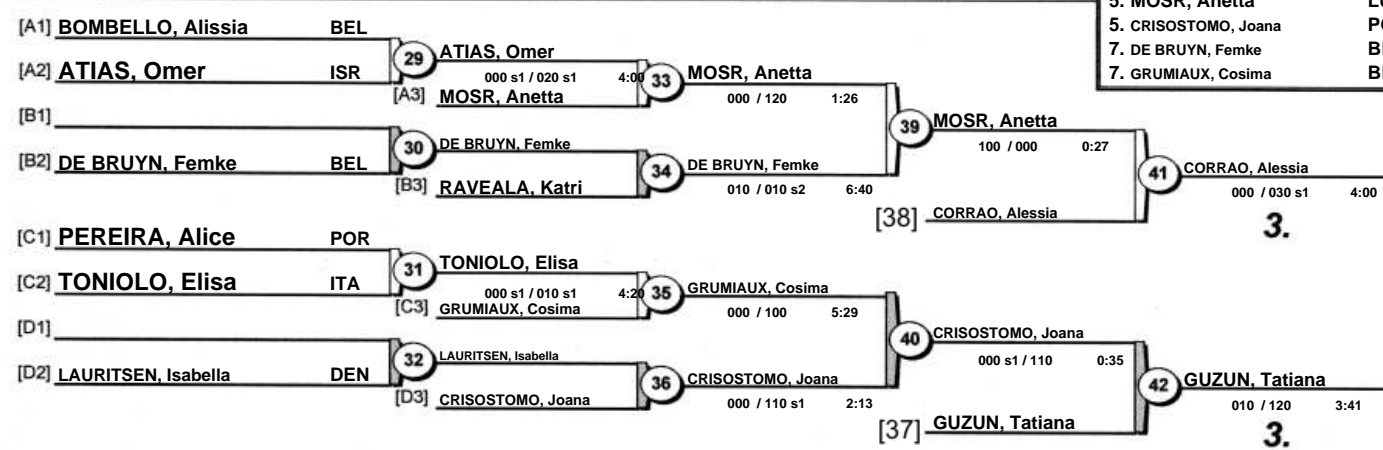 5. MOSR, Anetta
5. CRISOSTOMO, Joana
7. DE BRUYN, Femke
7. GRUMIAUX, Cosima
[A1] BOMBELLO, Alissia BEL
29 ATIAS, Omer
000 s1 / 020 s1 4:00
[A2] ATIAS, Omer ISR
[A3] MOSR, Anetta
33 MOSR, Anetta
000 / 120 1:26
[B1]
30 DE BRUYN, Femke
[B2] DE BRUYN, Femke BEL
[B3] RAVEALA, Katri
34 DE BRUYN, Femke
010 / 010 s2 6:40
39 MOSR, Anetta
100 / 000 0:27
[38] CORRAO, Alessia
41 CORRAO, Alessia
000 / 030 s1 4:00
3.
[C1] PEREIRA, Alice POR
31 TONIOLO, Elisa
000 s1 / 010 s1 4:20
[C2] TONIOLO, Elisa ITA
[C3] GRUMIAUX, Cosima
35 GRUMIAUX, Cosima
000 / 100 5:29
[D1]
32 LAURITSEN, Isabella
[D2] LAURITSEN, Isabella DEN
[D3] CRISOSTOMO, Joana
36 CRISOSTOMO, Joana
000 / 110 s1 2:13
40 CRISOSTOMO, Joana
000 s1 / 110 0:35
[37] GUZUN, Tatiana
42 GUZUN, Tatiana
010 / 120 3:41
3.